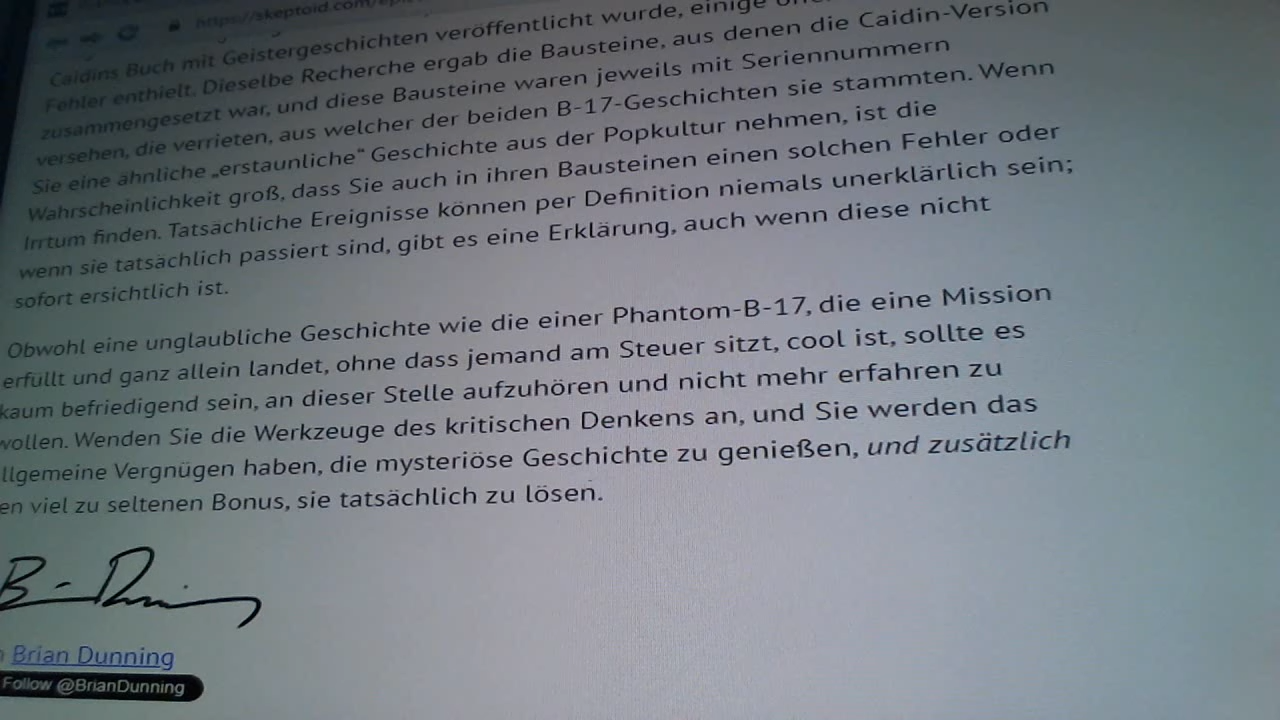 https://skeptoid.com/
Caidins Buch mit Geistergeschichten veröffentlicht wurde, einige
Fehler enthielt. Dieselbe Recherche ergab die Bausteine, aus denen die Caidin-Version
zusammengesetzt war, und diese Bausteine waren jeweils mit Seriennummern
versehen, die verrieten, aus welcher der beiden B-17-Geschichten sie stammten. Wenn
Sie eine ähnliche „erstaunliche“ Geschichte aus der Popkultur nehmen, ist die
Wahrscheinlichkeit groß, dass Sie auch in ihren Bausteinen einen solchen Fehler oder
Irrtum finden. Tatsächliche Ereignisse können per Definition niemals unerklärlich sein;
wenn sie tatsächlich passiert sind, gibt es eine Erklärung, auch wenn diese nicht
sofort ersichtlich ist.
Obwohl eine unglaubliche Geschichte wie die einer Phantom-B-17, die eine Mission
erfüllt und ganz allein landet, ohne dass jemand am Steuer sitzt, cool ist, sollte es
kaum befriedigend sein, an dieser Stelle aufzuhören und nicht mehr erfahren zu
wollen. Wenden Sie die Werkzeuge des kritischen Denkens an, und Sie werden das
llgemeine Vergnügen haben, die mysteriöse Geschichte zu genießen, und zusätzlich
en viel zu seltenen Bonus, sie tatsächlich zu lösen.
Brian Dunning
Follow @BrianDunning